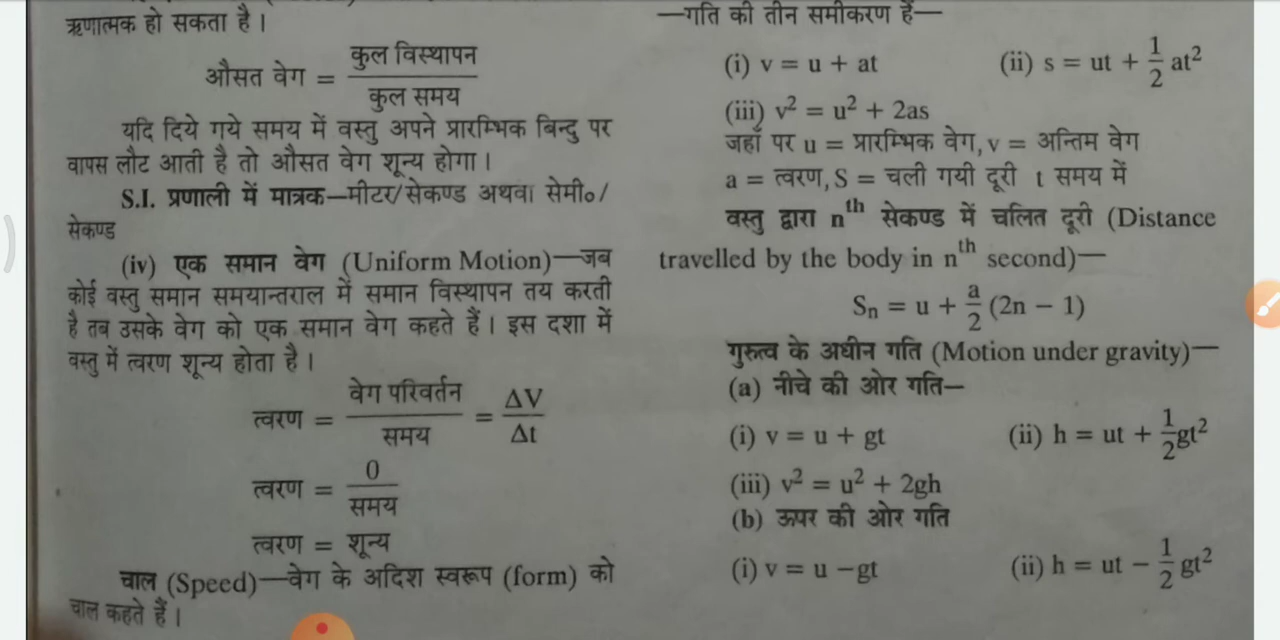 ऋणात्मक हो सकता है।
औसत वेग = कुल विस्थापन / कुल समय
यदि दिये गये समय में वस्तु अपने प्रारम्भिक बिन्दु पर
वापस लौट आती है तो औसत वेग शून्य होगा।
S.I. प्रणाली में मात्रक—मीटर/सेकण्ड अथवा सेमी०/
सेकण्ड
(iv) एक समान वेग (Uniform Motion)—जब
कोई वस्तु समान समयान्तराल में समान विस्थापन तय करती
है तब उसके वेग को एक समान वेग कहते हैं। इस दशा में
वस्तु में त्वरण शून्य होता है।
त्वरण = वेग परिवर्तन / समय = ΔV / Δt
त्वरण = 0 / समय
त्वरण = शून्य
चाल (Speed)—वेग के अदिश स्वरूप (form) को
चाल कहते हैं।
—गति की तीन समीकरण हैं—
(i) v = u + at (ii) s = ut + 1/2 at²
(iii) v² = u² + 2as
जहाँ पर u = प्रारम्भिक वेग, v = अन्तिम वेग
a = त्वरण, S = चली गयी दूरी t समय में
वस्तु द्वारा nᵗʰ सेकण्ड में चलित दूरी (Distance
travelled by the body in nᵗʰ second)—
Sₙ = u + a/2 (2n − 1)
गुरुत्व के अधीन गति (Motion under gravity)—
(a) नीचे की ओर गति–
(i) v = u + gt (ii) h = ut + 1/2 gt²
(iii) v² = u² + 2gh
(b) ऊपर की ओर गति
(i) v = u − gt (ii) h = ut − 1/2 gt²